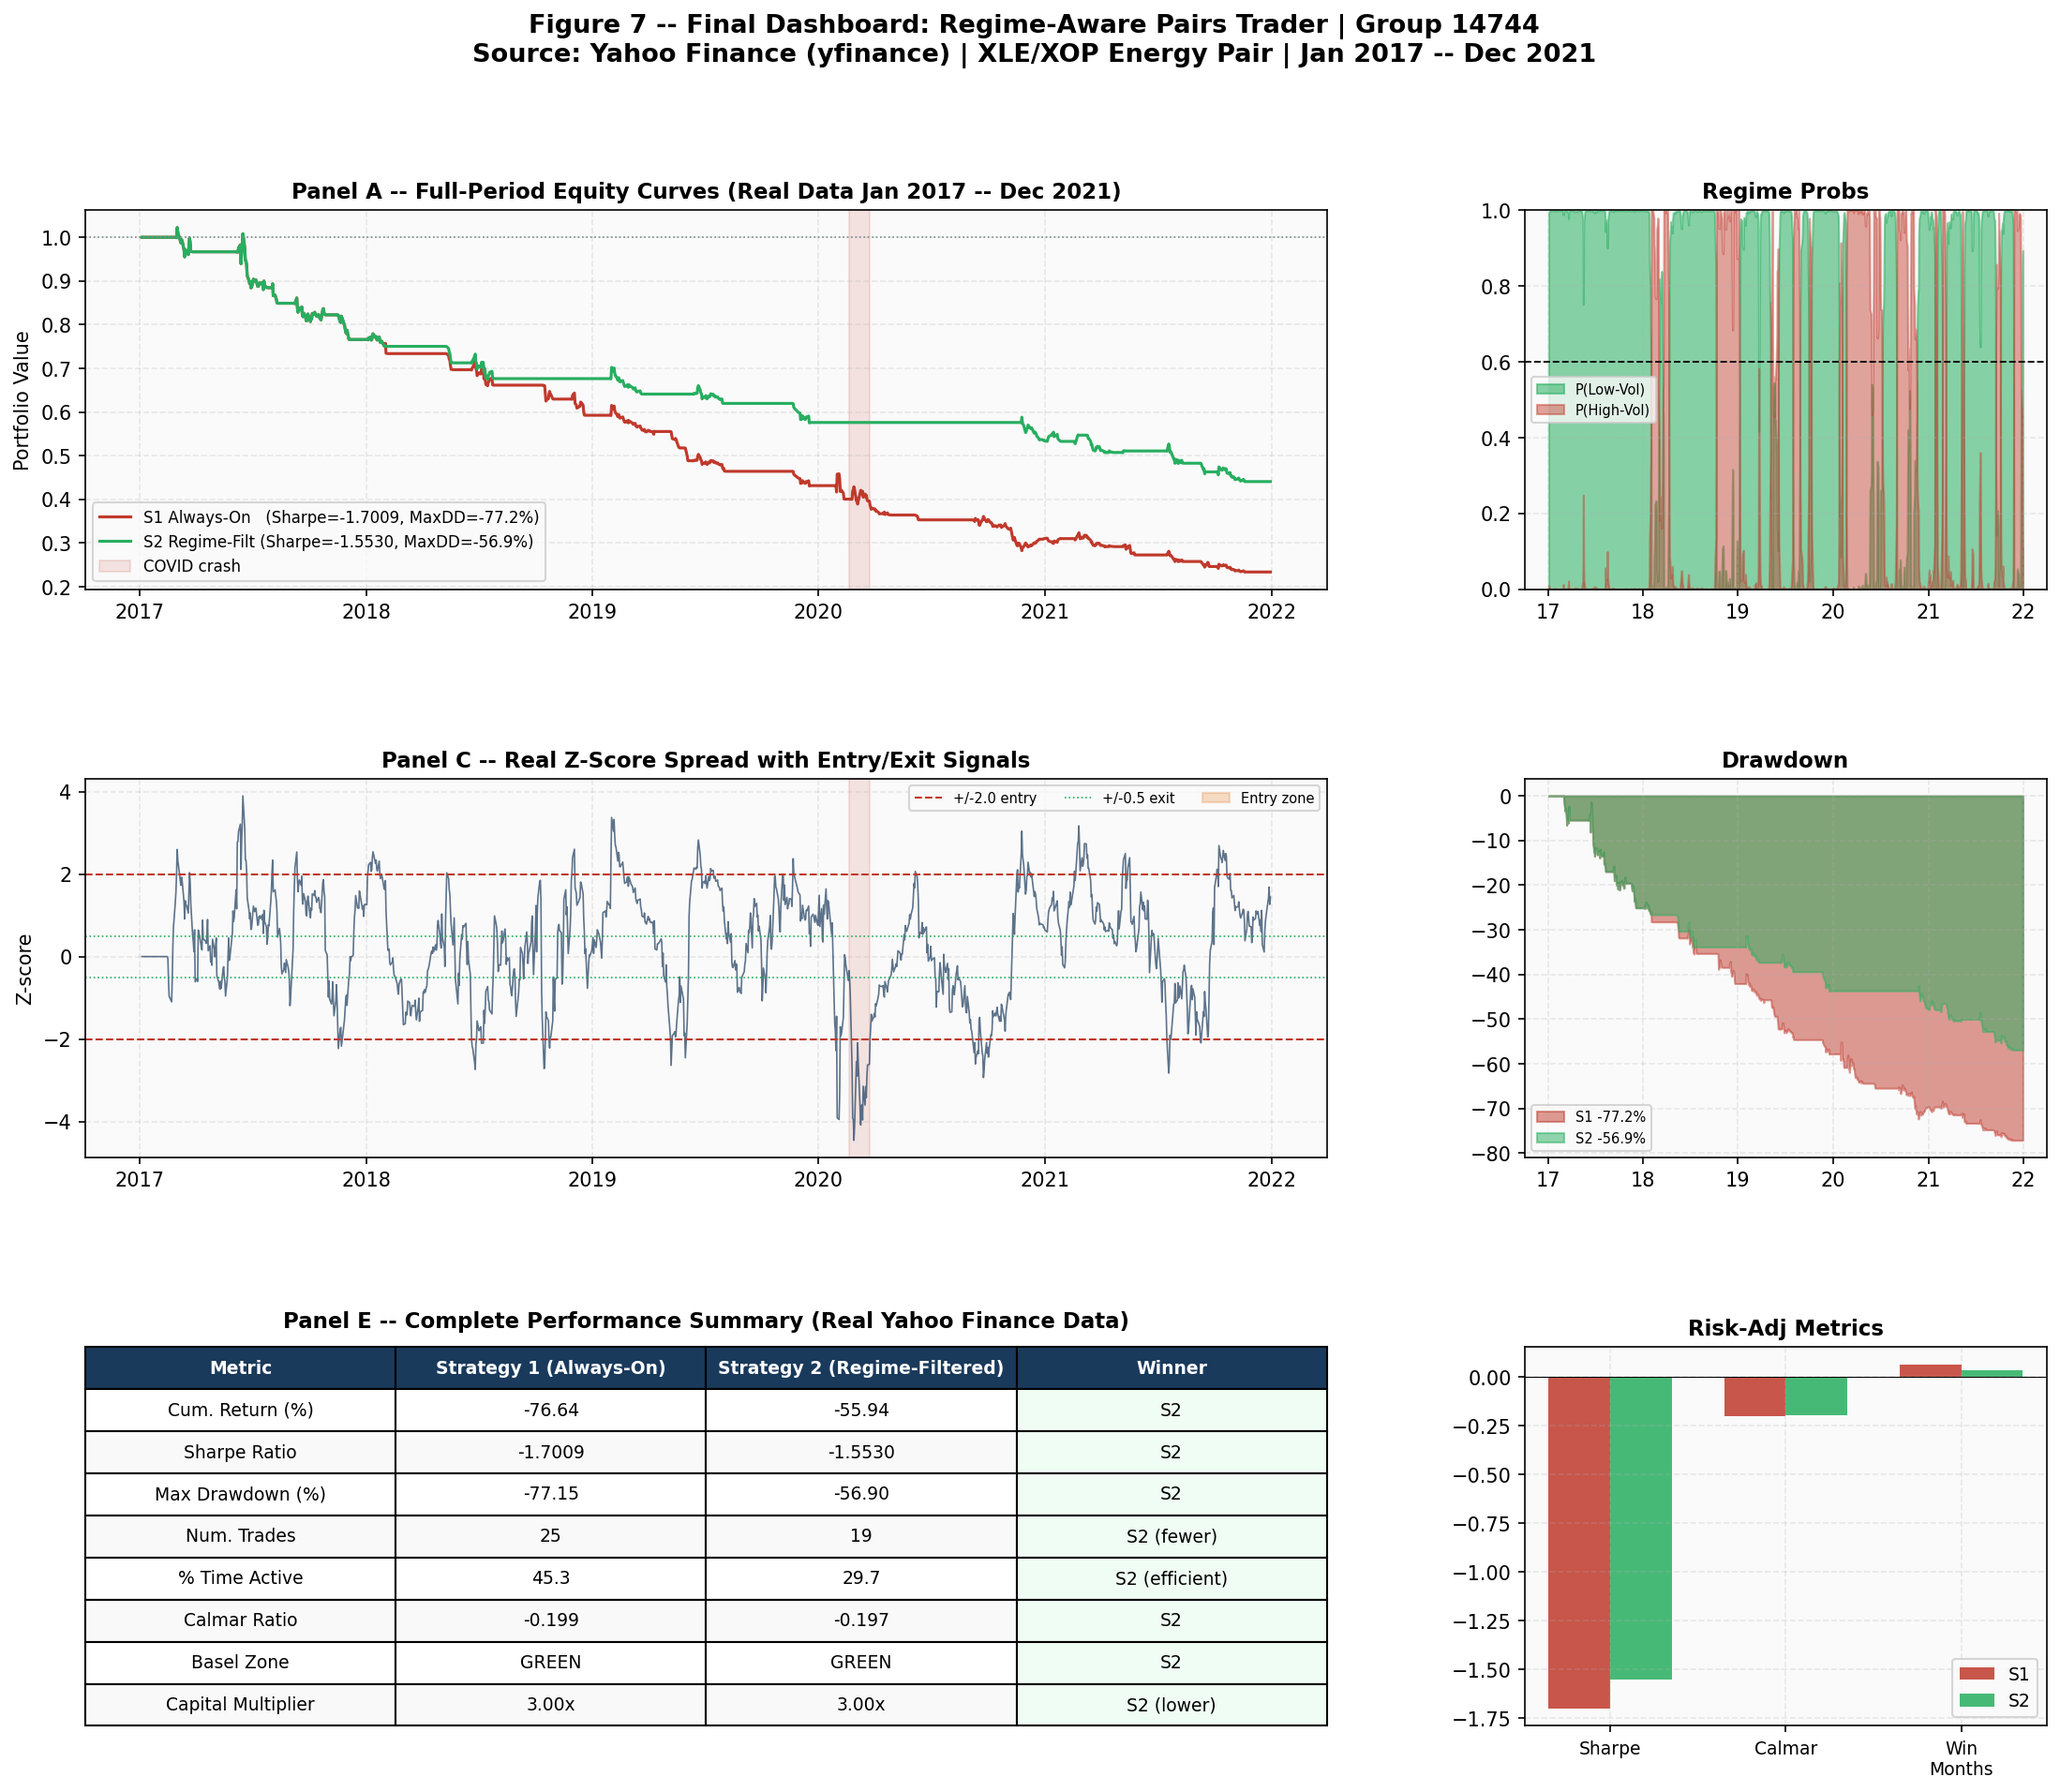 Figure 7 -- Final Dashboard: Regime-Aware Pairs Trader | Group 14744
Source: Yahoo Finance (yfinance) | XLE/XOP Energy Pair | Jan 2017 -- Dec 2021
Panel A -- Full-Period Equity Curves (Real Data Jan 2017 -- Dec 2021)
Portfolio Value
1.0
0.9
0.8
0.7
0.6
0.5
0.4
0.3
0.2
S1 Always-On (Sharpe=-1.7009, MaxDD=-77.2%)
S2 Regime-Filt (Sharpe=-1.5530, MaxDD=-56.9%)
COVID crash
2017 2018 2019 2020 2021 2022
Regime Probs
1.0
0.8
0.6
0.4
0.2
0.0
P(Low-Vol)
P(High-Vol)
17 18 19 20 21 22
Panel C -- Real Z-Score Spread with Entry/Exit Signals
Z-score
4
2
0
−2
−4
+/-2.0 entry +/-0.5 exit Entry zone
2017 2018 2019 2020 2021 2022
Drawdown
0
−10
−20
−30
−40
−50
−60
−70
−80
S1 -77.2%
S2 -56.9%
17 18 19 20 21 22
Panel E -- Complete Performance Summary (Real Yahoo Finance Data)
Metric Strategy 1 (Always-On) Strategy 2 (Regime-Filtered) Winner
Cum. Return (%) -76.64 -55.94 S2
Sharpe Ratio -1.7009 -1.5530 S2
Max Drawdown (%) -77.15 -56.90 S2
Num. Trades 25 19 S2 (fewer)
% Time Active 45.3 29.7 S2 (efficient)
Calmar Ratio -0.199 -0.197 S2
Basel Zone GREEN GREEN S2
Capital Multiplier 3.00x 3.00x S2 (lower)
Risk-Adj Metrics
0.00
−0.25
−0.50
−0.75
−1.00
−1.25
−1.50
−1.75
S1
S2
Sharpe Calmar Win
Months